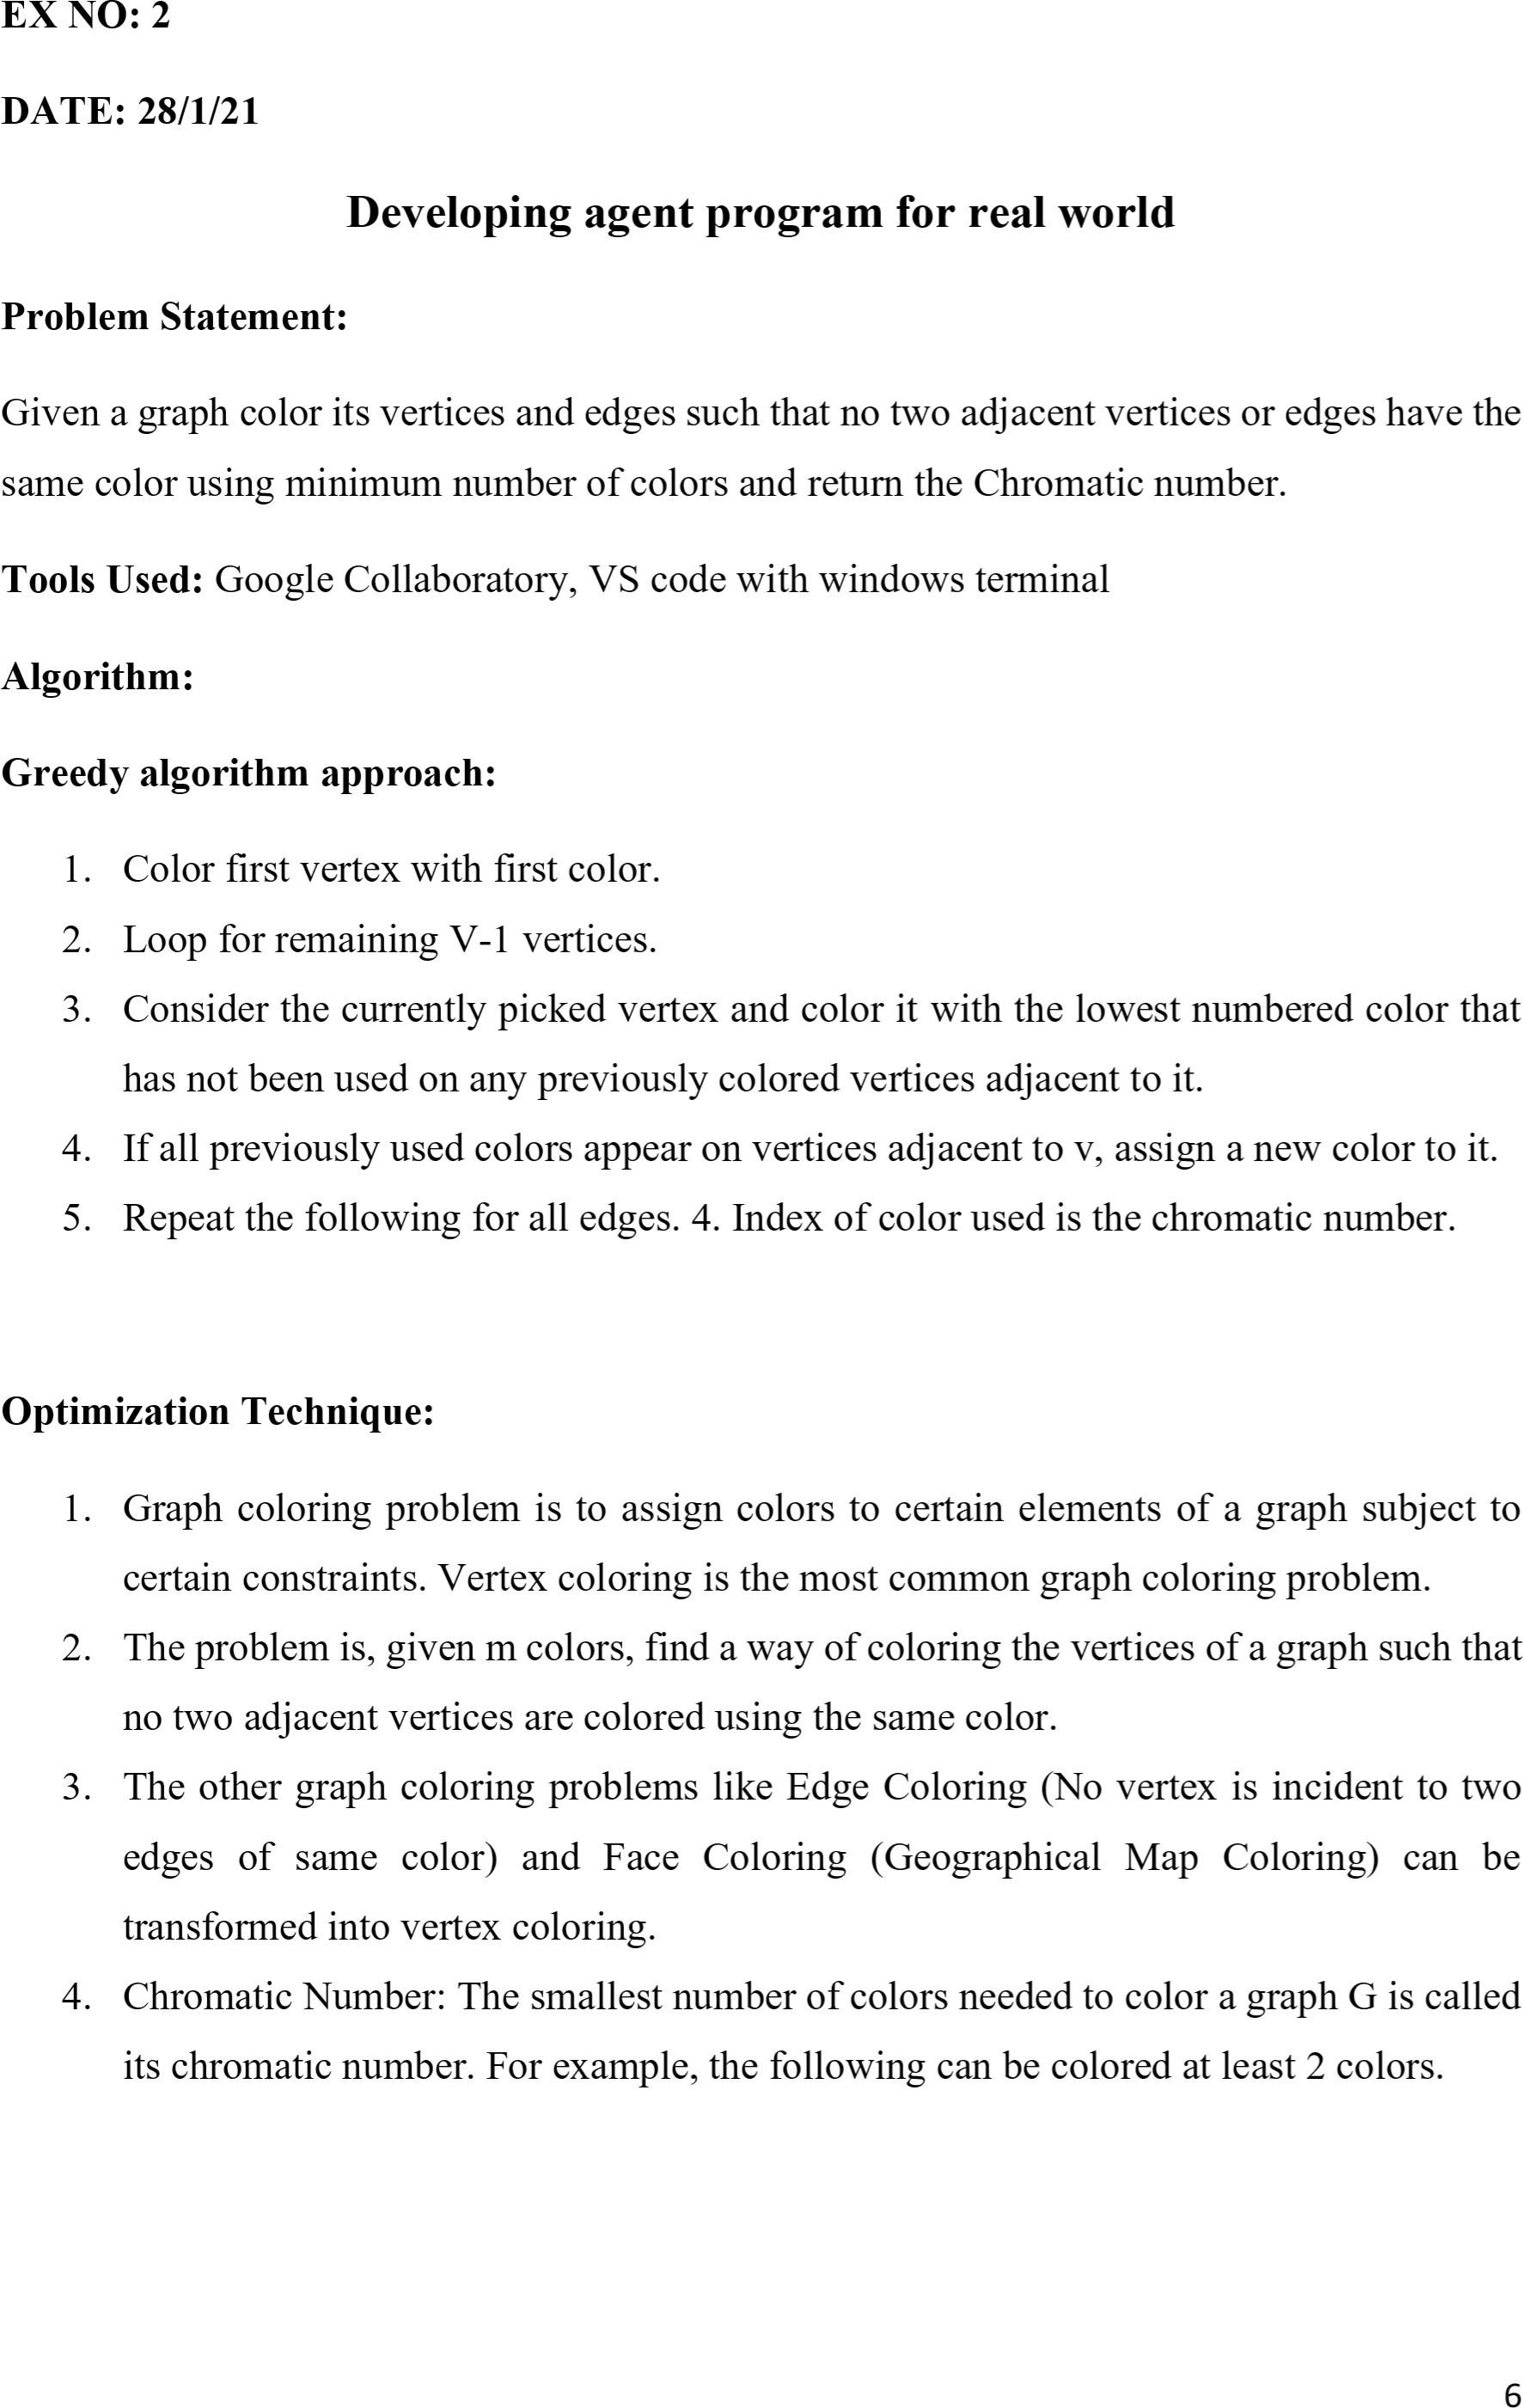 EX NO: 2
DATE: 28/1/21
Developing agent program for real world
Problem Statement:
Given a graph color its vertices and edges such that no two adjacent vertices or edges have the
same color using minimum number of colors and return the Chromatic number.
Tools Used: Google Collaboratory, VS code with windows terminal
Algorithm:
Greedy algorithm approach:
1. Color first vertex with first color.
2. Loop for remaining V-1 vertices.
3. Consider the currently picked vertex and color it with the lowest numbered color that
has not been used on any previously colored vertices adjacent to it.
4. If all previously used colors appear on vertices adjacent to v, assign a new color to it.
5. Repeat the following for all edges. 4. Index of color used is the chromatic number.
Optimization Technique:
1. Graph coloring problem is to assign colors to certain elements of a graph subject to
certain constraints. Vertex coloring is the most common graph coloring problem.
2. The problem is, given m colors, find a way of coloring the vertices of a graph such that
no two adjacent vertices are colored using the same color.
3. The other graph coloring problems like Edge Coloring (No vertex is incident to two
edges of same color) and Face Coloring (Geographical Map Coloring) can be
transformed into vertex coloring.
4. Chromatic Number: The smallest number of colors needed to color a graph G is called
its chromatic number. For example, the following can be colored at least 2 colors.
6